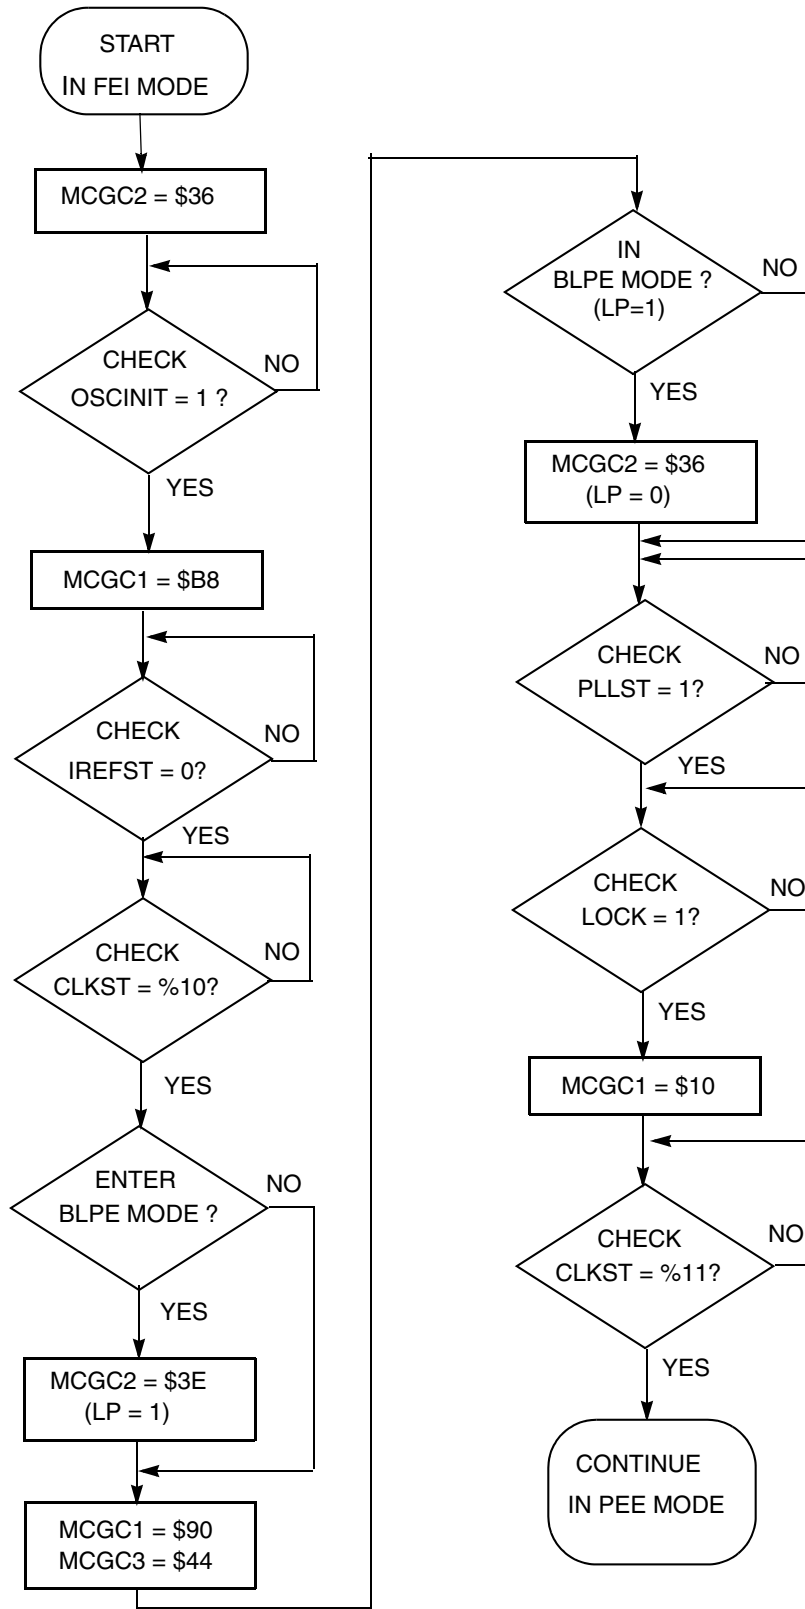 START
IN FEI MODE
MCGC2 = $36
CHECK
OSCINIT = 1 ?
NO
YES
MCGC1 = $B8
CHECK
IREFST = 0?
NO
YES
CHECK
CLKST = %10?
NO
YES
ENTER
BLPE MODE ?
NO
YES
MCGC2 = $3E
(LP = 1)
MCGC1 = $90
MCGC3 = $44
IN
BLPE MODE ?
(LP=1)
NO
YES
MCGC2 = $36
(LP = 0)
CHECK
PLLST = 1?
NO
YES
CHECK
LOCK = 1?
NO
YES
MCGC1 = $10
CHECK
CLKST = %11?
NO
YES
CONTINUE
IN PEE MODE